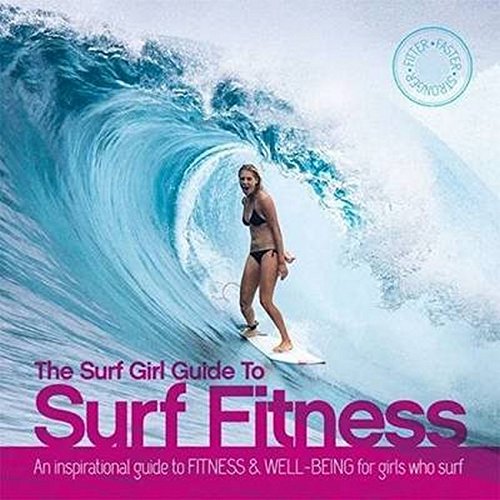 FITTER • FASTER • STRONGER •
The Surf Girl Guide To
Surf Fitness
An inspirational guide to FITNESS & WELL-BEING for girls who surf